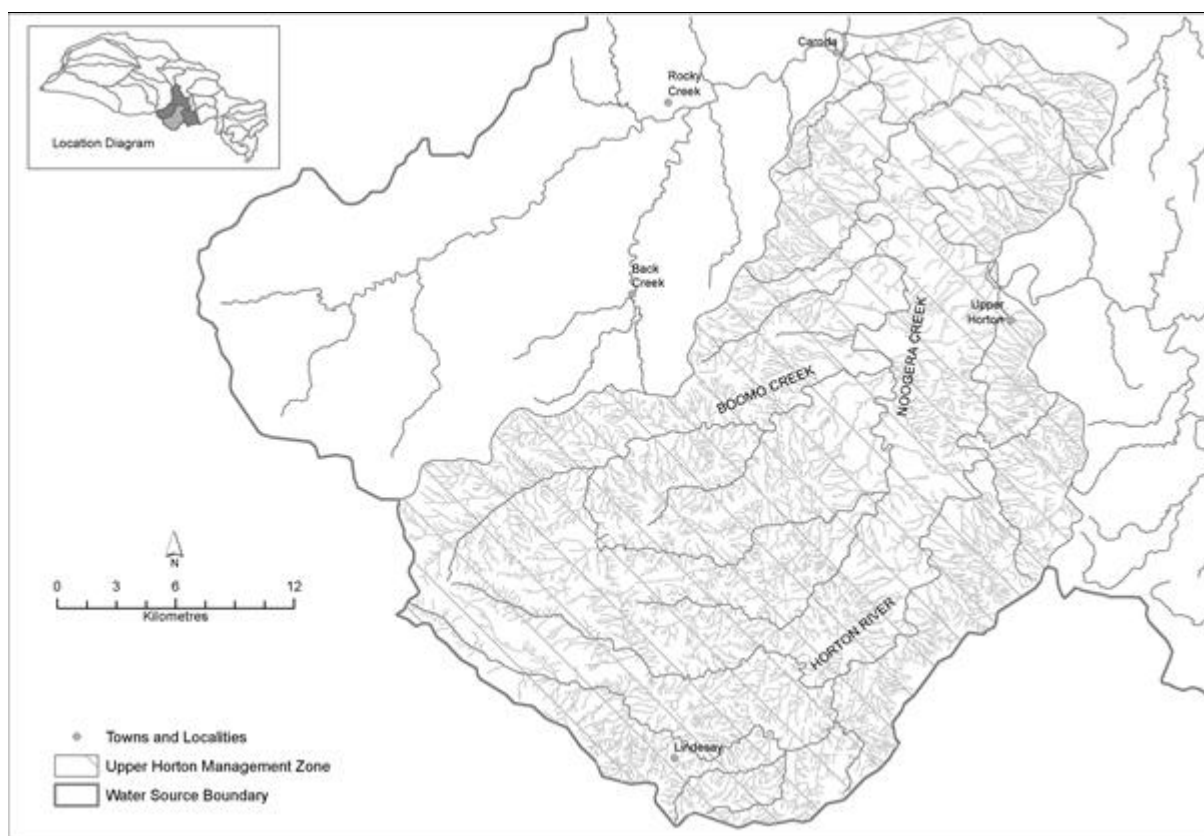 Location Diagram
Caroda
Rocky
Creek
Back
Creek
Upper
Horton
BOOMO CREEK
NOOGERA CREEK
HORTON RIVER
Lindesay
N
0 3 6 12
Kilometres
Towns and Localities
Upper Horton Management Zone
Water Source Boundary